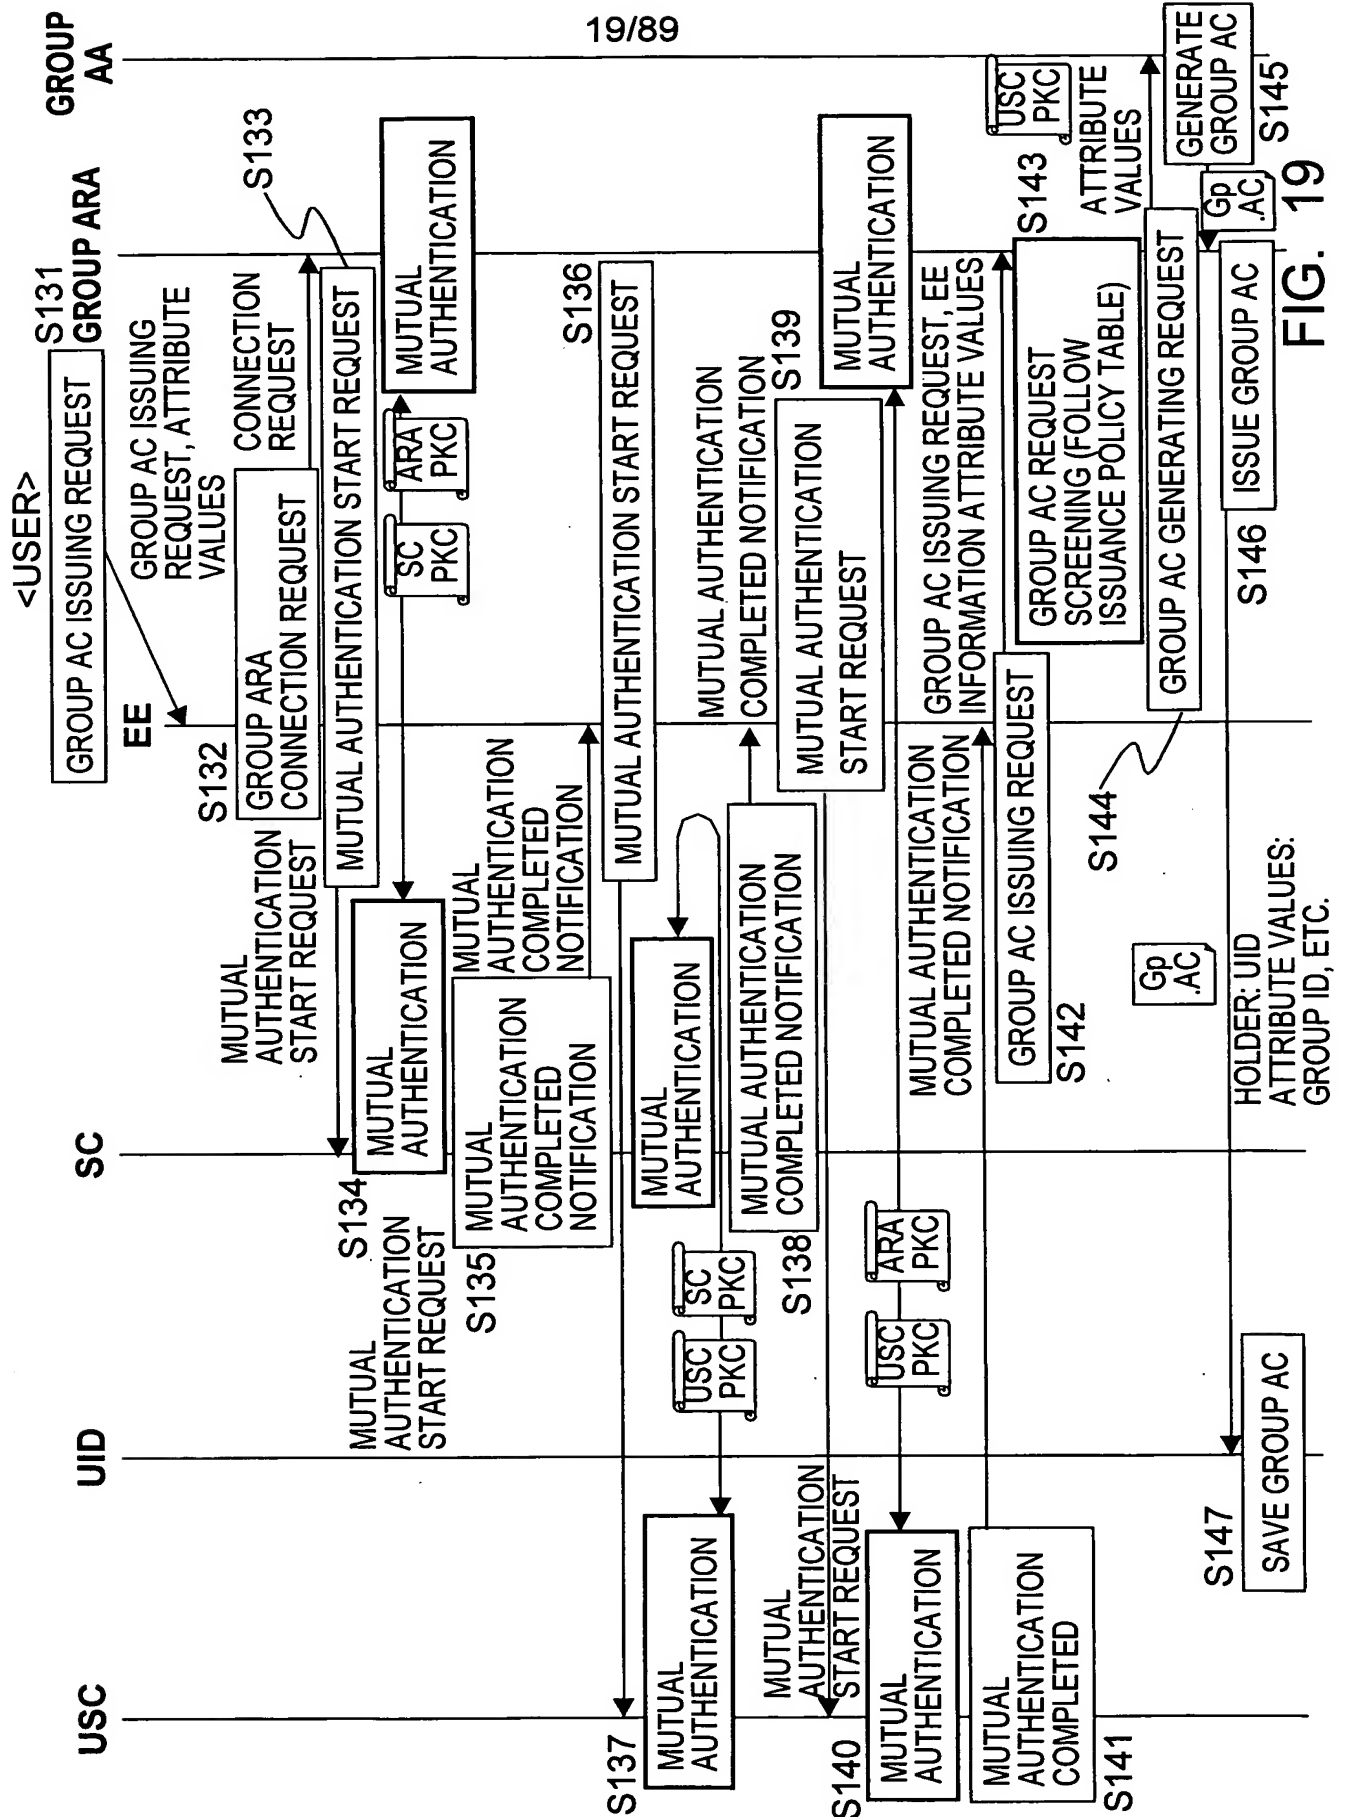 19/89
<USER>
GROUP AC ISSUING REQUEST
S131
USC
UID
SC
EE
GROUP ARA
GROUP
AA
GROUP AC ISSUING
REQUEST, ATTRIBUTE
VALUES
S132
GROUP ARA
CONNECTION REQUEST
CONNECTION
REQUEST
S133
MUTUAL AUTHENTICATION START REQUEST
MUTUAL
AUTHENTICATION
START REQUEST
S134
MUTUAL
AUTHENTICATION
SC
PKC
ARA
PKC
MUTUAL
AUTHENTICATION
S135
MUTUAL
AUTHENTICATION
COMPLETED
NOTIFICATION
MUTUAL
AUTHENTICATION
COMPLETED
NOTIFICATION
S136
MUTUAL AUTHENTICATION START REQUEST
MUTUAL
AUTHENTICATION
START REQUEST
S137
MUTUAL
AUTHENTICATION
USC
PKC
SC
PKC
MUTUAL
AUTHENTICATION
S138
MUTUAL AUTHENTICATION
COMPLETED NOTIFICATION
MUTUAL AUTHENTICATION
COMPLETED NOTIFICATION
S139
MUTUAL AUTHENTICATION
START REQUEST
MUTUAL
AUTHENTICATION
START REQUEST
S140
MUTUAL
AUTHENTICATION
USC
PKC
ARA
PKC
MUTUAL
AUTHENTICATION
S141
MUTUAL
AUTHENTICATION
COMPLETED
MUTUAL AUTHENTICATION
COMPLETED NOTIFICATION
S142
GROUP AC ISSUING REQUEST
GROUP AC ISSUING REQUEST, EE
INFORMATION ATTRIBUTE VALUES
S143
GROUP AC REQUEST
SCREENING (FOLLOW
ISSUANCE POLICY TABLE)
USC
PKC
ATTRIBUTE
VALUES
S144
GROUP AC GENERATING REQUEST
GENERATE
GROUP AC
S145
Gp
.AC
S146
ISSUE GROUP AC
Gp
.AC
HOLDER: UID
ATTRIBUTE VALUES:
GROUP ID, ETC.
S147
SAVE GROUP AC
FIG. 19